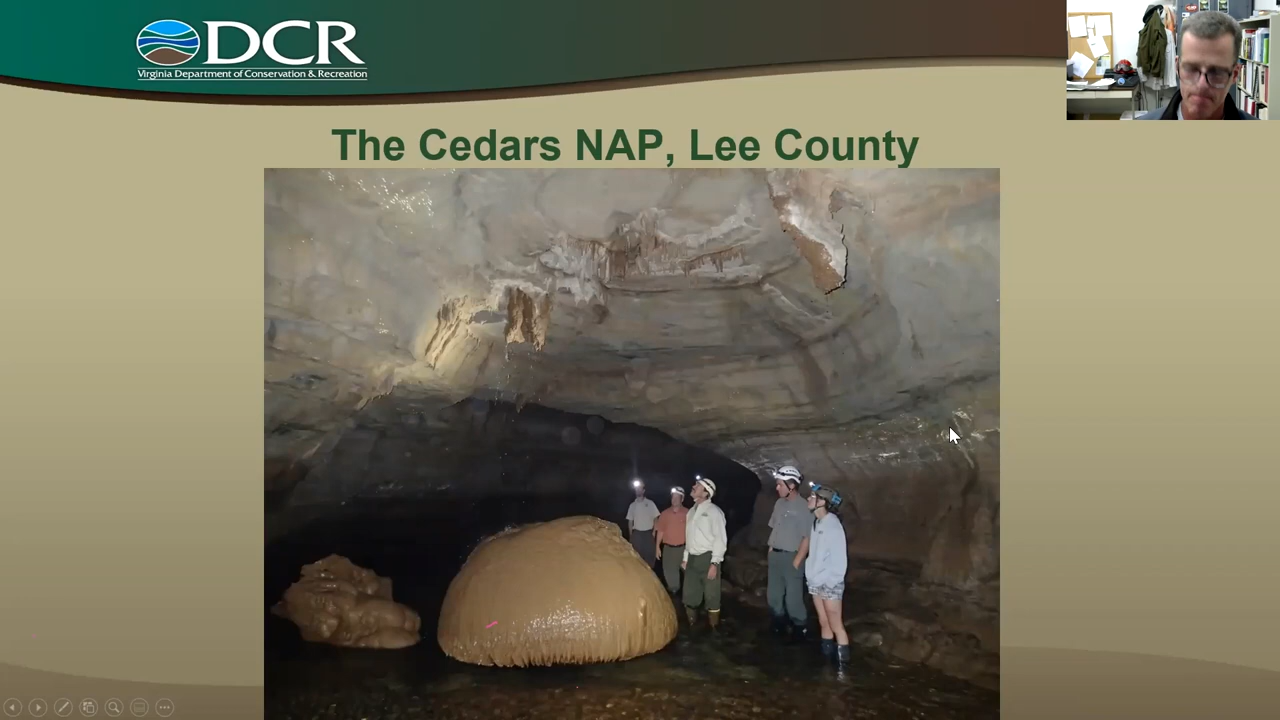 DCR
Virginia Department of Conservation & Recreation
The Cedars NAP, Lee County